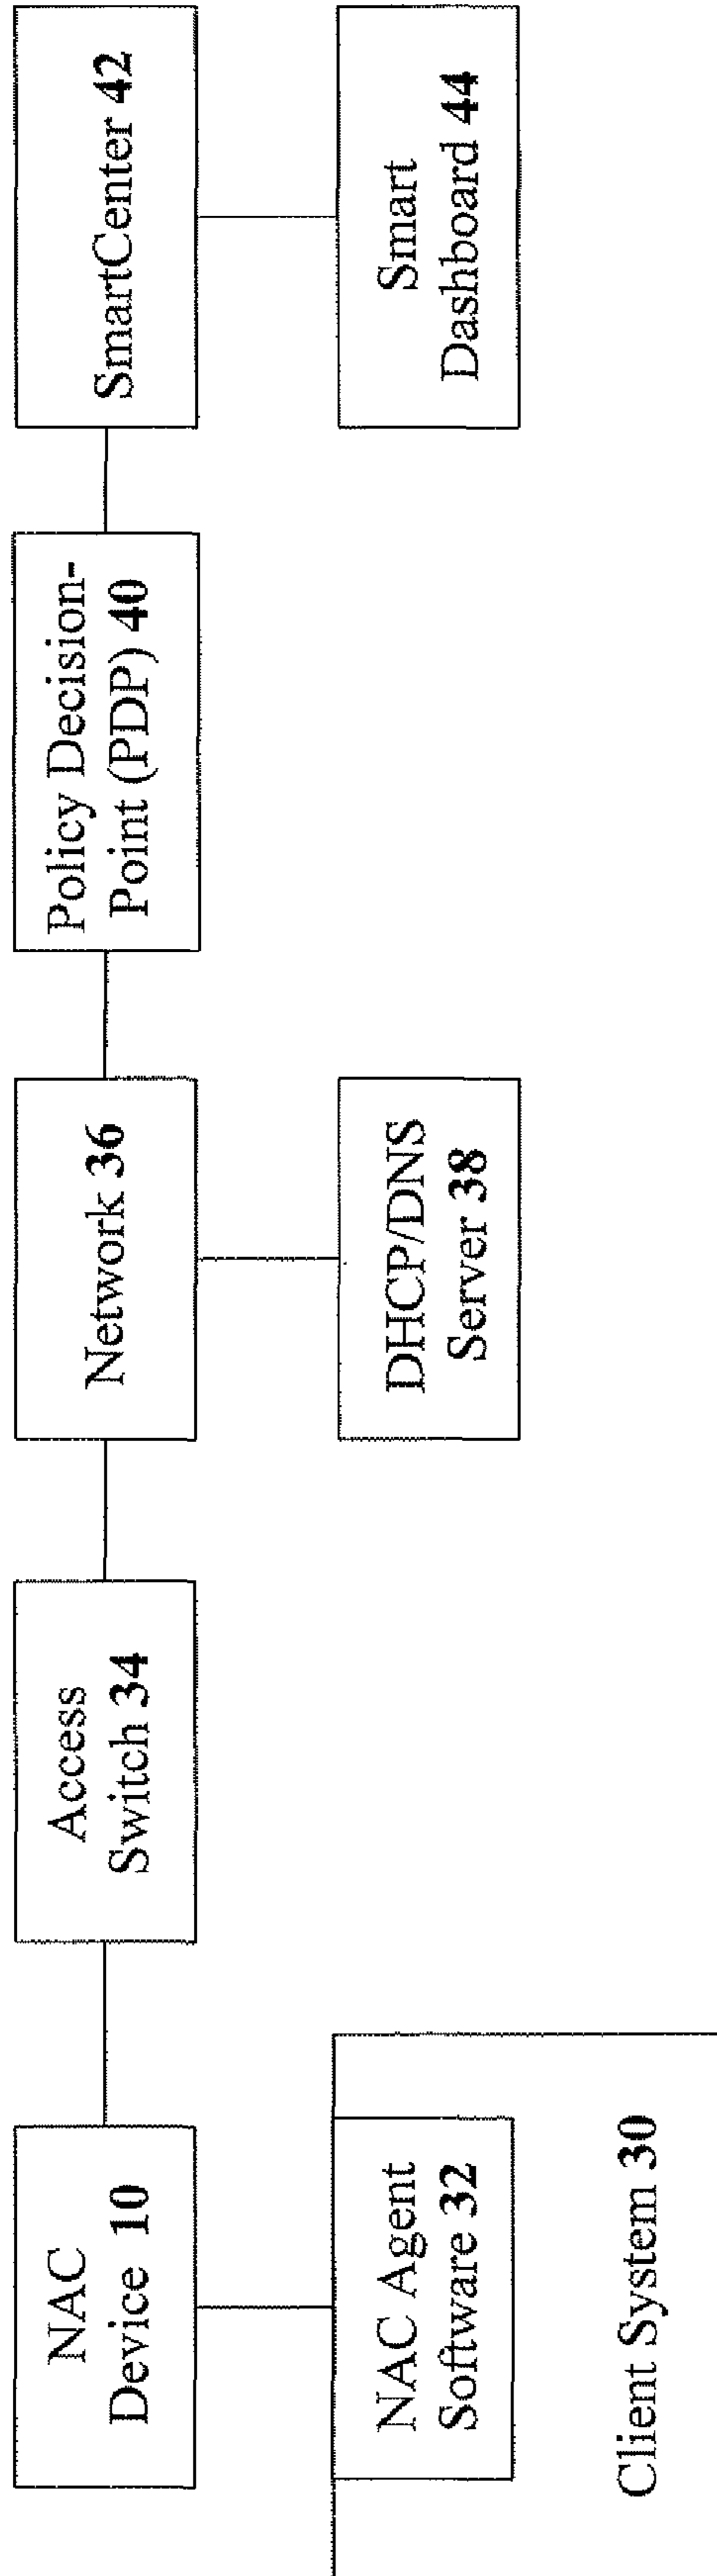 NAC
Device 10
Access
Switch 34
Network 36
Policy Decision-
Point (PDP) 40
SmartCenter 42
NAC Agent
Software 32
Client System 30
DHCP/DNS
Server 38
Smart
Dashboard 44